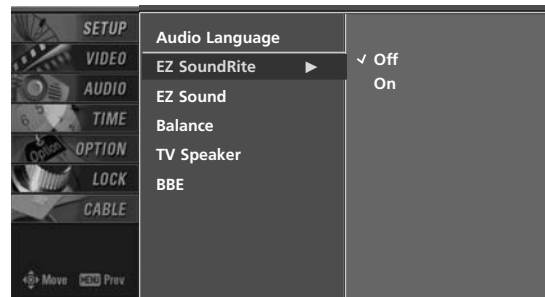 SETUP
VIDEO
AUDIO
TIME
OPTION
LOCK
CABLE
Move MENU Prev
Audio Language
EZ SoundRite ►
EZ Sound
Balance
TV Speaker
BBE
✓ Off
On